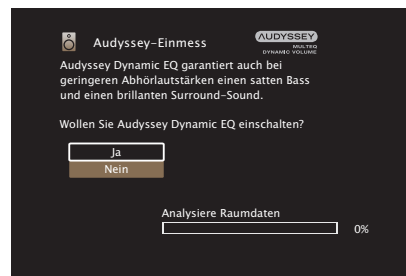 Audyssey-Einmess
AUDYSSEY
MULTEQ
DYNAMIC VOLUME
Audyssey Dynamic EQ garantiert auch bei
geringeren Abhörlautstärken einen satten Bass
und einen brillanten Surround-Sound.
Wollen Sie Audyssey Dynamic EQ einschalten?
Ja
Nein
Analysiere Raumdaten
0%